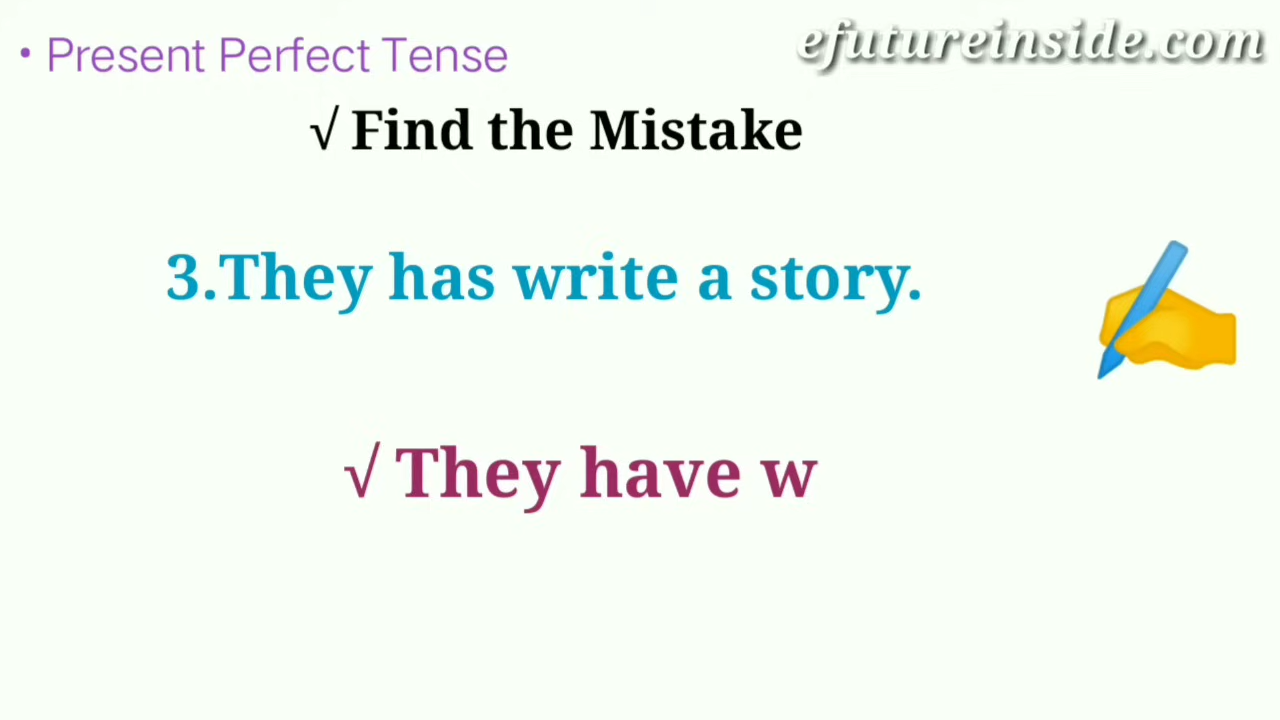 • Present Perfect Tense
efutureinside.com
√ Find the Mistake
3.They has write a story.
√ They have w